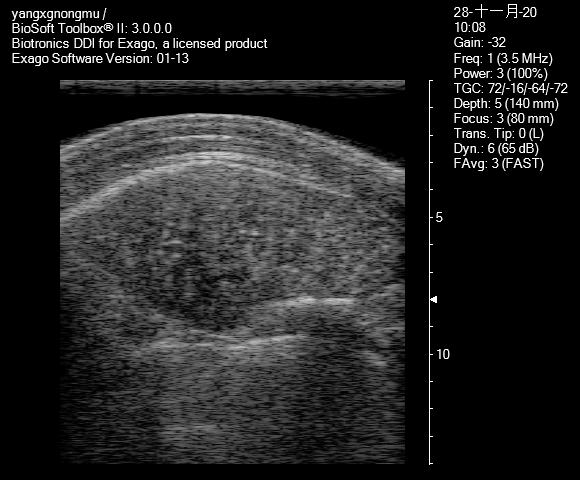 yangxgnongmu /
BioSoft Toolbox® II: 3.0.0.0
Biotronics DDI for Exago, a licensed product
Exago Software Version: 01-13
28-十一月-20
10:08
Gain: -32
Freq: 1 (3.5 MHz)
Power: 3 (100%)
TGC: 72/-16/-64/-72
Depth: 5 (140 mm)
Focus: 3 (80 mm)
Trans. Tip: 0 (L)
Dyn.: 6 (65 dB)
FAvg: 3 (FAST)
5
10